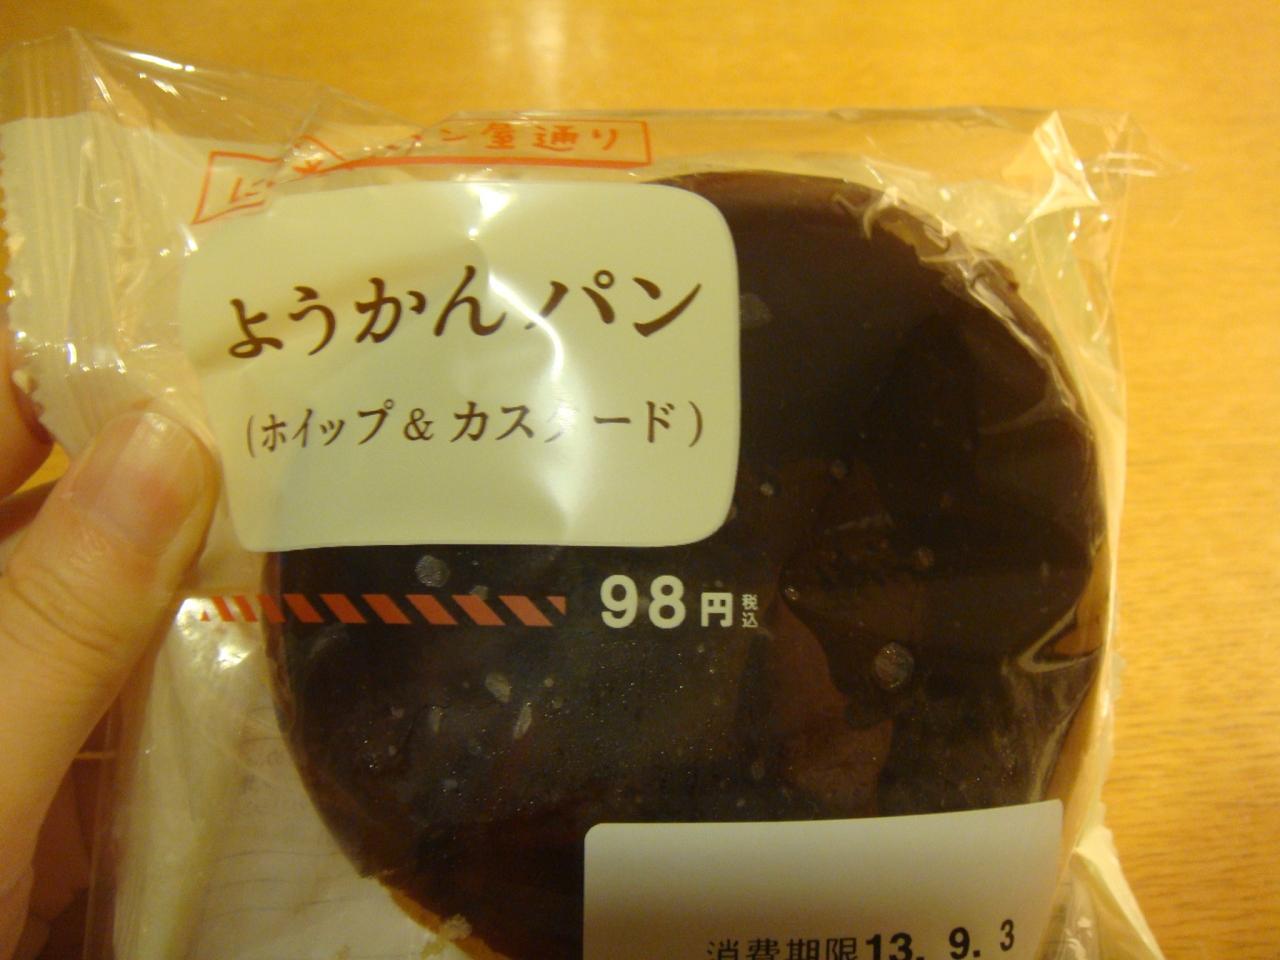 パン屋通り
ようかんパン
(ホイップ&カスタード)
98円税込
消費期限13. 9. 3